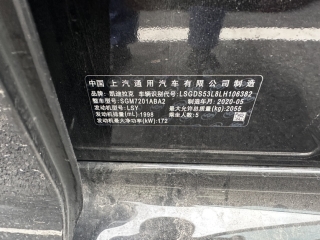 中国 上汽通用汽车有限公司制造
品牌：凯迪拉克 车辆识别代号：LSGDS53L8LH106382
整车型号：SGM7201ABA2 制造年月：2020-05
发动机型号：LSY 最大允许总质量(kg)：2055
发动机排量(mL)：1998 乘坐人数：5
发动机最大净功率(kW)：172